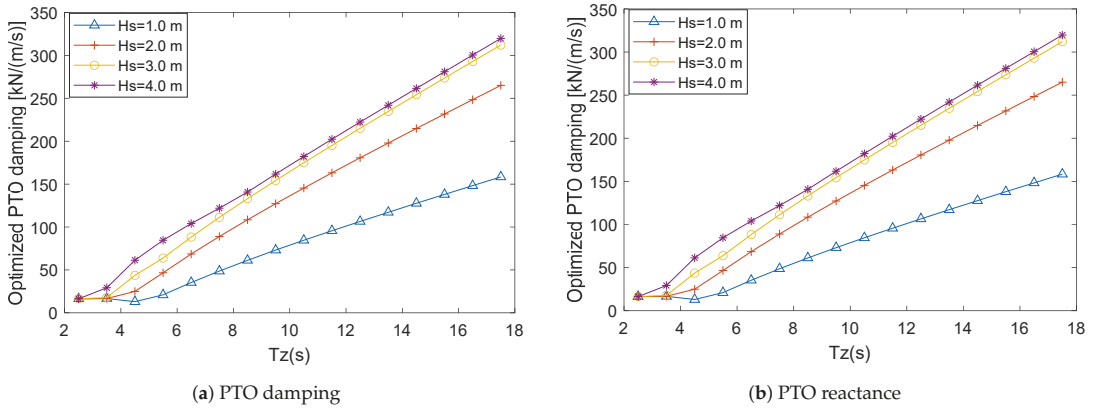 350
300
250
200
150
100
50
0
Optimized PTO damping [kN/(m/s)]
Hs=1.0 m
Hs=2.0 m
Hs=3.0 m
Hs=4.0 m
2 4 6 8 10 12 14 16 18
Tz(s)
(a) PTO damping
350
300
250
200
150
100
50
0
Optimized PTO damping [kN/(m/s)]
Hs=1.0 m
Hs=2.0 m
Hs=3.0 m
Hs=4.0 m
2 4 6 8 10 12 14 16 18
Tz(s)
(b) PTO reactance